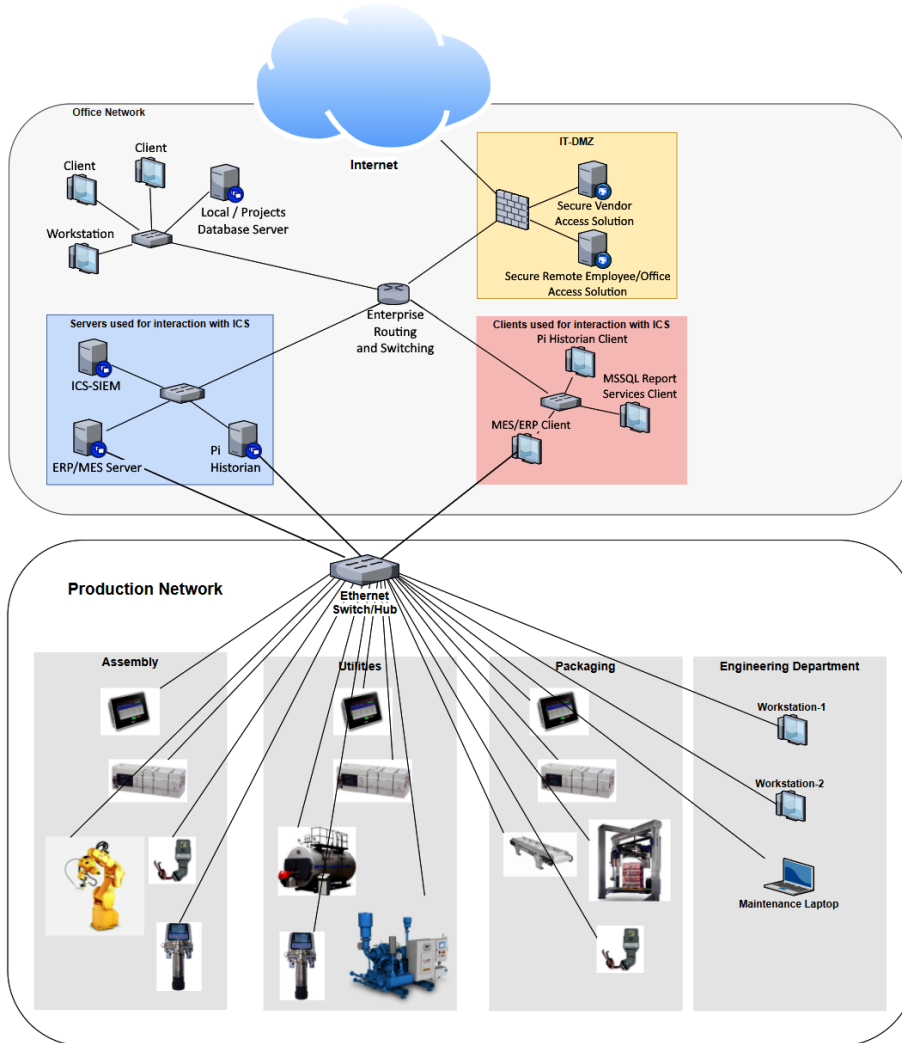 Office Network
Internet
IT-DMZ
Client
Client
Local / Projects
Database Server
Workstation
Secure Vendor
Access Solution
Secure Remote Employee/Office
Access Solution
Enterprise
Routing
and Switching
Servers used for interaction with ICS
ICS-SIEM
ERP/MES Server
Pi
Historian
Clients used for interaction with ICS
Pi Historian Client
MSSQL Report
Services Client
MES/ERP Client
Production Network
Ethernet
Switch/Hub
Assembly
Utilities
Packaging
Engineering Department
Workstation-1
Workstation-2
Maintenance Laptop